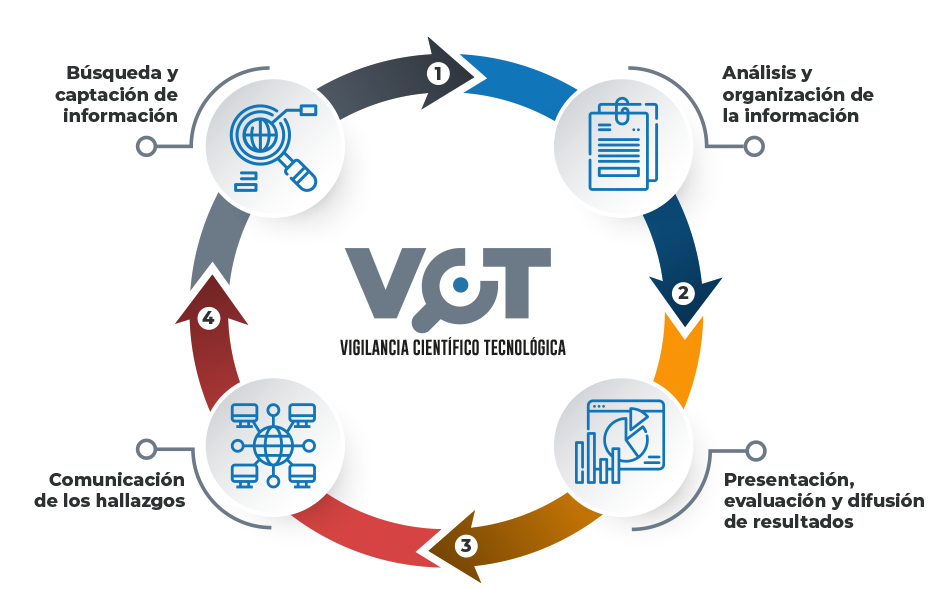 Búsqueda y
captación de
información
1
Análisis y
organización de
la información
2
VCT
VIGILANCIA CIENTÍFICO TECNOLÓGICA
4
Comunicación
de los hallazgos
3
Presentación,
evaluación y difusión
de resultados